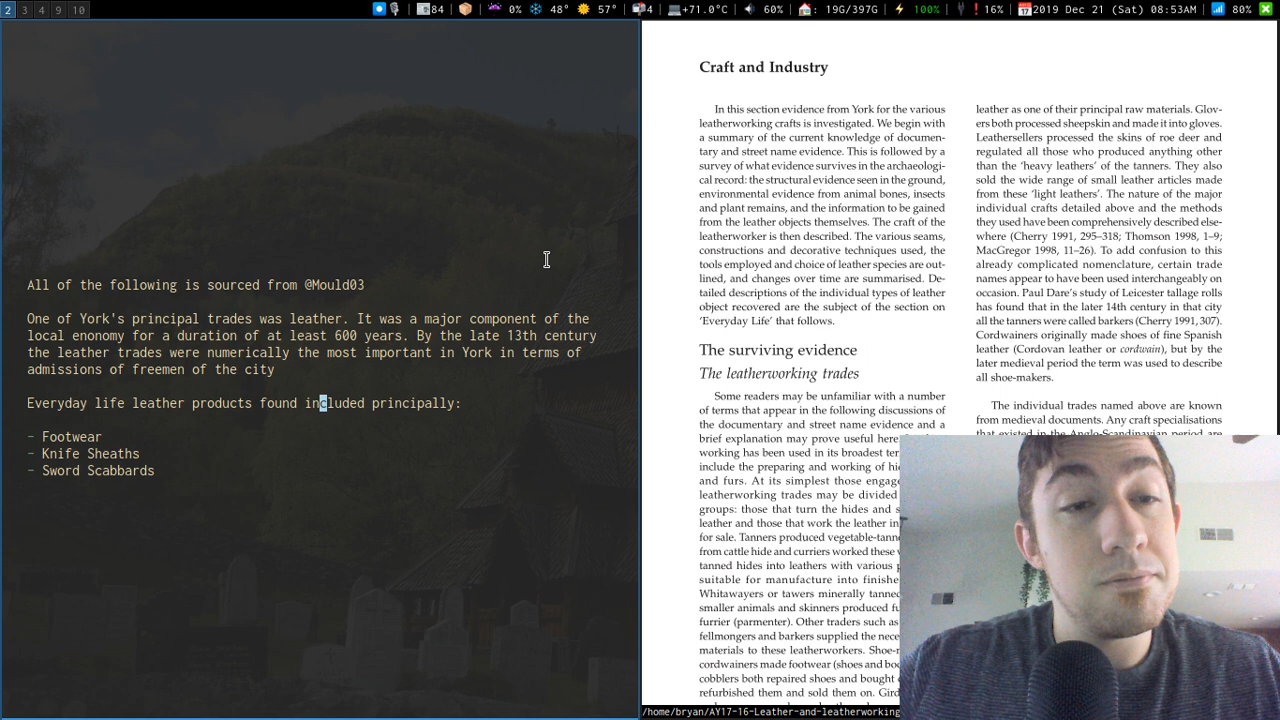 2 3 4 9 10
84 0% 48° 57° 4 +71.0°C 60% : 19G/397G 100% 16% 2019 Dec 21 (Sat) 08:53AM 80%
All of the following is sourced from @Mould03
One of York's principal trades was leather. It was a major component of the
local enonomy for a duration of at least 600 years. By the late 13th century
the leather trades were numerically the most important in York in terms of
admissions of freemen of the city
Everyday life leather products found included principally:
- Footwear
- Knife Sheaths
- Sword Scabbards
Craft and Industry
In this section evidence from York for the various
leatherworking crafts is investigated. We begin with
a summary of the current knowledge of documen-
tary and street name evidence. This is followed by a
survey of what evidence survives in the archaeologi-
cal record: the structural evidence seen in the ground,
environmental evidence from animal bones, insects
and plant remains, and the information to be gained
from the leather objects themselves. The craft of the
leatherworker is then described. The various seams,
constructions and decorative techniques used, the
tools employed and choice of leather species are out-
lined, and changes over time are summarised. De-
tailed descriptions of the individual types of leather
object recovered are the subject of the section on
'Everyday Life' that follows.
The surviving evidence
The leatherworking trades
Some readers may be unfamiliar with a number
of terms that appear in the following discussions of
the documentary and street name evidence and a
brief explanation may prove useful here.
working has been used in its broadest
include the preparing and working of
and furs. At its simplest those
leatherworking trades may be divided
groups: those that turn the hides and
leather and those that work the leather
for sale. Tanners produced
from cattle hide and curriers worked these
tanned hides into leathers with various
suitable for manufacture into
Whitawayers or tawers minerally
smaller animals and skinners produced
furrier (parmenter). Other traders such as
fellmongers and barkers supplied the
materials to these leatherworkers.
cordwainers made footwear (shoes and
cobblers both repaired shoes and bought
refurbished them and sold them on.
leather as one of their principal raw materials. Glov-
ers both processed sheepskin and made it into gloves.
Leathersellers processed the skins of roe deer and
regulated all those who produced anything other
than the 'heavy leathers' of the tanners. They also
sold the wide range of small leather articles made
from these 'light leathers'. The nature of the major
individual crafts detailed above and the methods
they used have been comprehensively described else-
where (Cherry 1991, 295–318; Thomson 1998, 1–9;
MacGregor 1998, 11–26). To add confusion to this
already complicated nomenclature, certain trade
names appear to have been used interchangeably on
occasion. Paul Dare's study of Leicester tallage rolls
has found that in the later 14th century in that city
all the tanners were called barkers (Cherry 1991, 307).
Cordwainers originally made shoes of fine Spanish
leather (Cordovan leather or cordwain), but by the
later medieval period the term was used to describe
all shoe-makers.
The individual trades named above are known
from medieval documents. Any craft specialisations
that existed in the Anglo-Scandinavian period are
/home/bryan/AY17-16-Leather-and-leatherworking